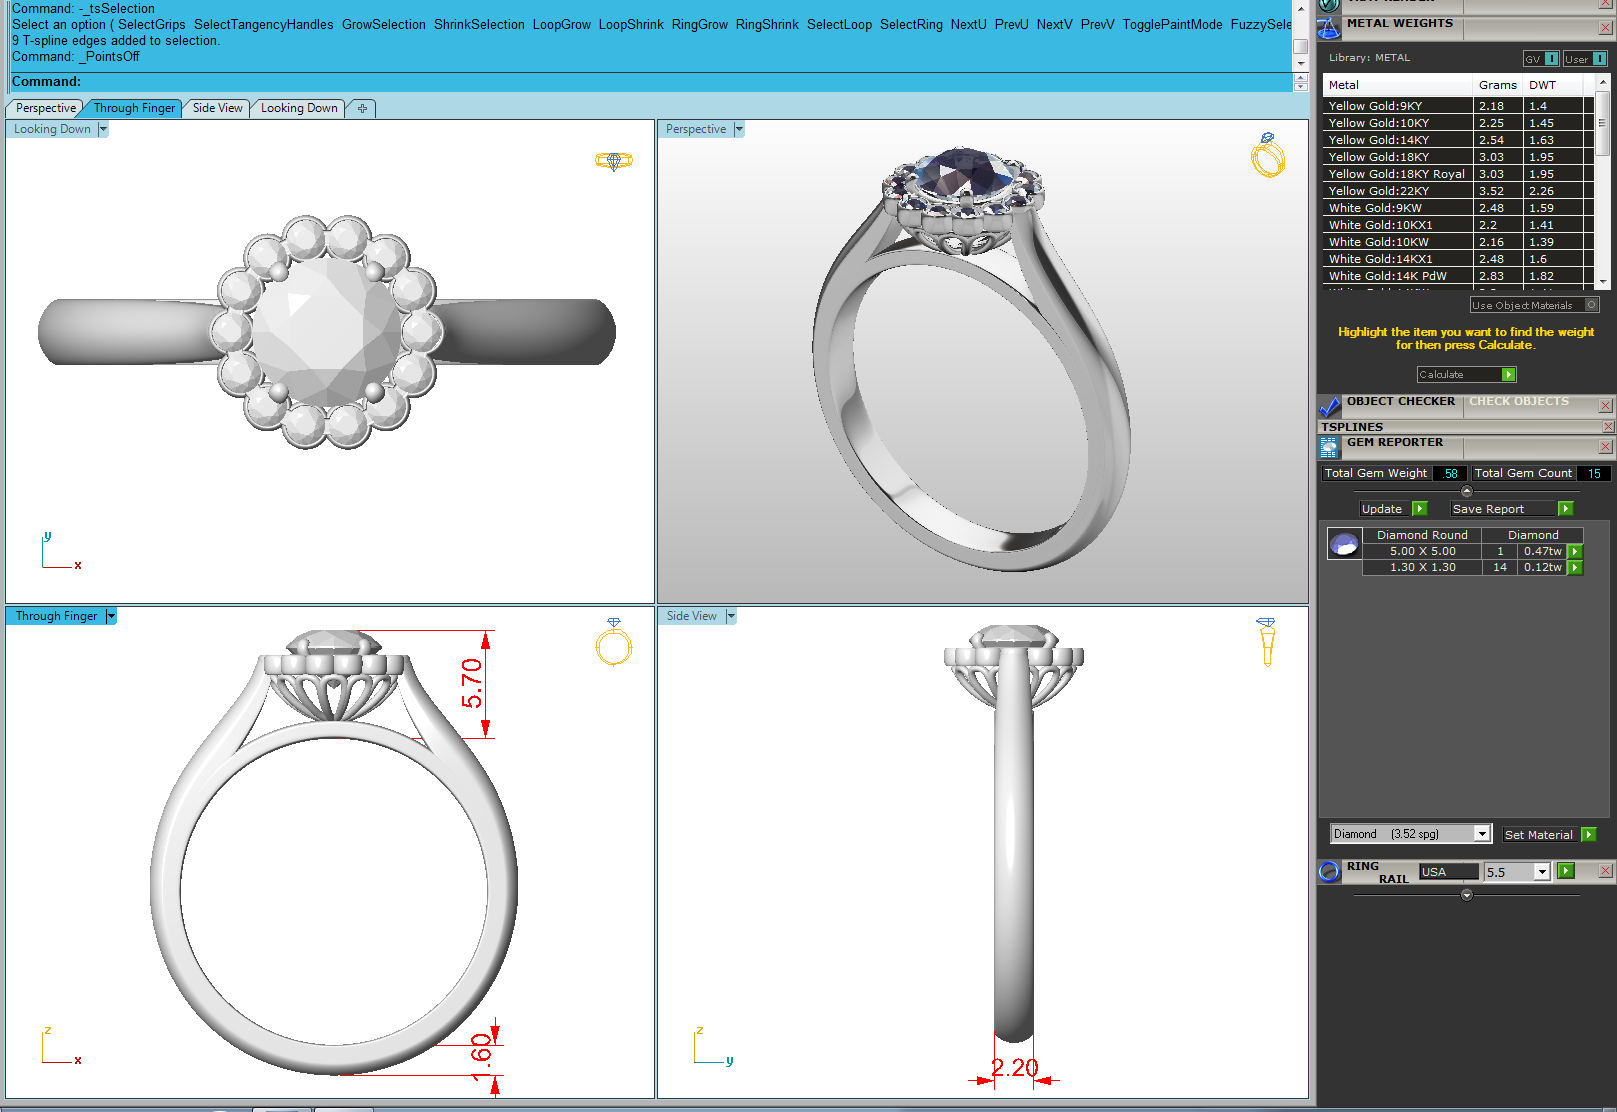 Command: -_tsSelection
Select an option ( SelectGrips SelectTangencyHandles GrowSelection ShrinkSelection LoopGrow LoopShrink RingGrow RingShrink SelectLoop SelectRing NextU PrevU NextV PrevV TogglePaintMode FuzzySele
9 T-spline edges added to selection.
Command: _PointsOff
Command:
Perspective Through Finger Side View Looking Down
Looking Down
Perspective
y
x
Through Finger
5.70
1.60
z
x
Side View
2.20
z
y
METAL WEIGHTS
Library: METAL GV User
Metal Grams DWT
Yellow Gold:9KY 2.18 1.4
Yellow Gold:10KY 2.25 1.45
Yellow Gold:14KY 2.54 1.63
Yellow Gold:18KY 3.03 1.95
Yellow Gold:18KY Royal 3.03 1.95
Yellow Gold:22KY 3.52 2.26
White Gold:9KW 2.48 1.59
White Gold:10KX1 2.2 1.41
White Gold:10KW 2.16 1.39
White Gold:14KX1 2.48 1.6
White Gold:14K PdW 2.83 1.82
Use Object Materials
Highlight the item you want to find the weight
for then press Calculate.
Calculate
OBJECT CHECKER CHECK OBJECTS
TSPLINES
GEM REPORTER
Total Gem Weight .58 Total Gem Count 15
Update Save Report
Diamond Round Diamond
5.00 X 5.00 1 0.47tw
1.30 X 1.30 14 0.12tw
Diamond (3.52 spg) Set Material
RING RAIL USA 5.5